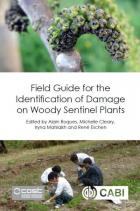 Field Guide for the
Identification of Damage
on Woody Sentinel Plants
Edited by Alain Roques, Michelle Cleary,
Iryna Matsiakh and René Eschen
cost
CABI